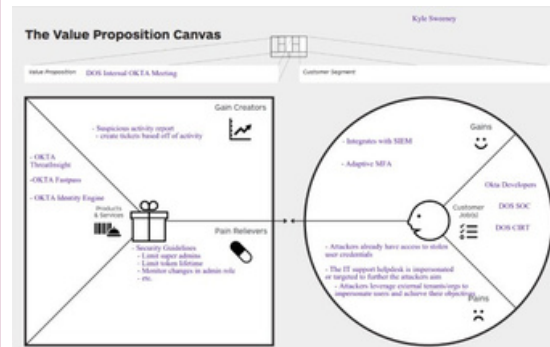 Kyle Sweeney
The Value Proposition Canvas
Value Proposition DOS Internal OKTA Meeting
Customer Segment
Gain Creators
- Suspicious activity report
- create tickets based off of activity
- OKTA
ThreatInsight
-OKTA Fastpass
- OKTA Identity Engine
Products
& Services
Pain Relievers
- Security Guidelines
- Limit super admins
- Limit token lifetime
- Monitor changes in admin role
- etc.
Gains
- Integrates with SIEM
- Adaptive MFA
Okta Developers
DOS SOC
DOS CIRT
Customer
Job(s)
- Attackers already have access to stolen
user credentials
- The IT support helpdesk is impersonated
or targeted to further the attackers aim
- Attackers leverage external tenants/orgs to
impersonate users and achieve their objectives
Pains